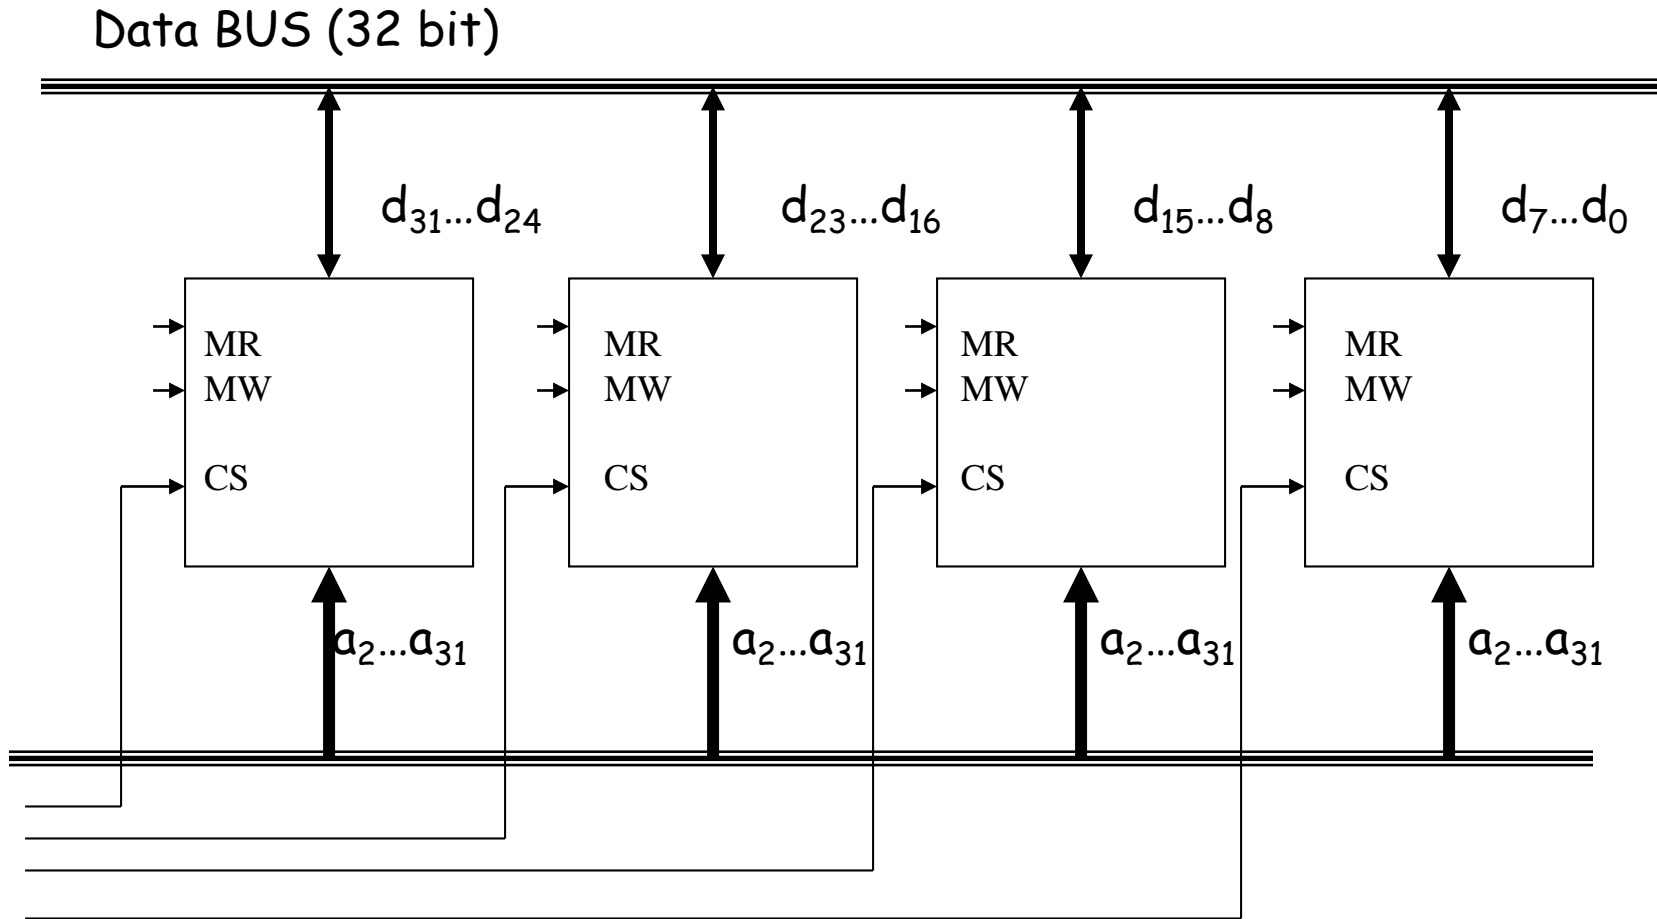 Data BUS (32 bit)
d₃₁...d₂₄ d₂₃...d₁₆ d₁₅...d₈ d₇...d₀
MR MR MR MR
MW MW MW MW
CS CS CS CS
a₂...a₃₁ a₂...a₃₁ a₂...a₃₁ a₂...a₃₁